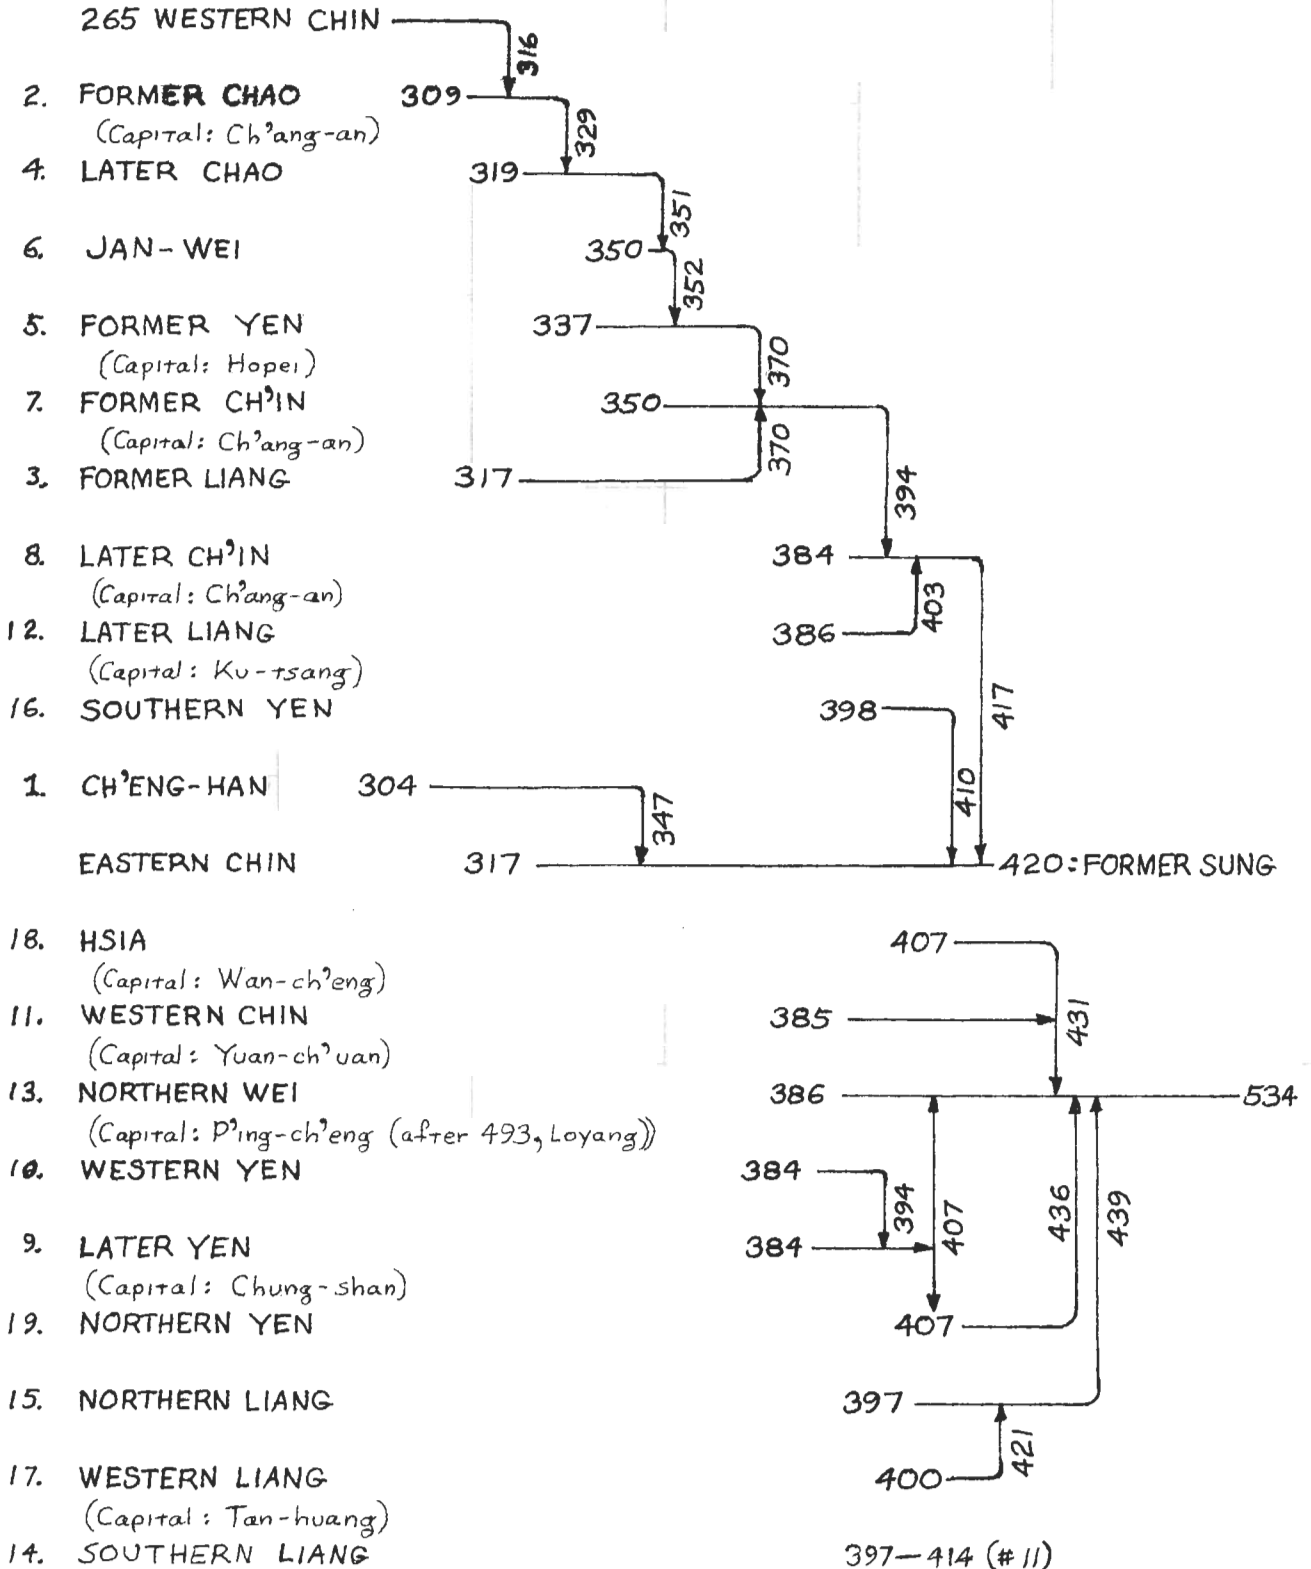 265 WESTERN CHIN 316
2. FORMER CHAO 309 329
(Capital: Ch'ang-an)
4. LATER CHAO 319 351
6. JAN-WEI 350 352
5. FORMER YEN 337 370
(Capital: Hopei)
7. FORMER CH'IN 350 370 394
(Capital: Ch'ang-an)
3. FORMER LIANG 317
8. LATER CH'IN 384 403 417
(Capital: Ch'ang-an)
12. LATER LIANG 386
(Capital: Ku-tsang)
16. SOUTHERN YEN 398 410
1. CH'ENG-HAN 304 347
EASTERN CHIN 317 420: FORMER SUNG
18. HSIA 407 431
(Capital: Wan-ch'eng)
11. WESTERN CHIN 385
(Capital: Yuan-ch'uan)
13. NORTHERN WEI 386 534
(Capital: P'ing-ch'eng (after 493, Loyang))
10. WESTERN YEN 384 394 407 436 439
9. LATER YEN 384
(Capital: Chung-shan)
19. NORTHERN YEN 407
15. NORTHERN LIANG 397 421
17. WESTERN LIANG 400
(Capital: Tan-huang)
14. SOUTHERN LIANG 397-414 (#11)